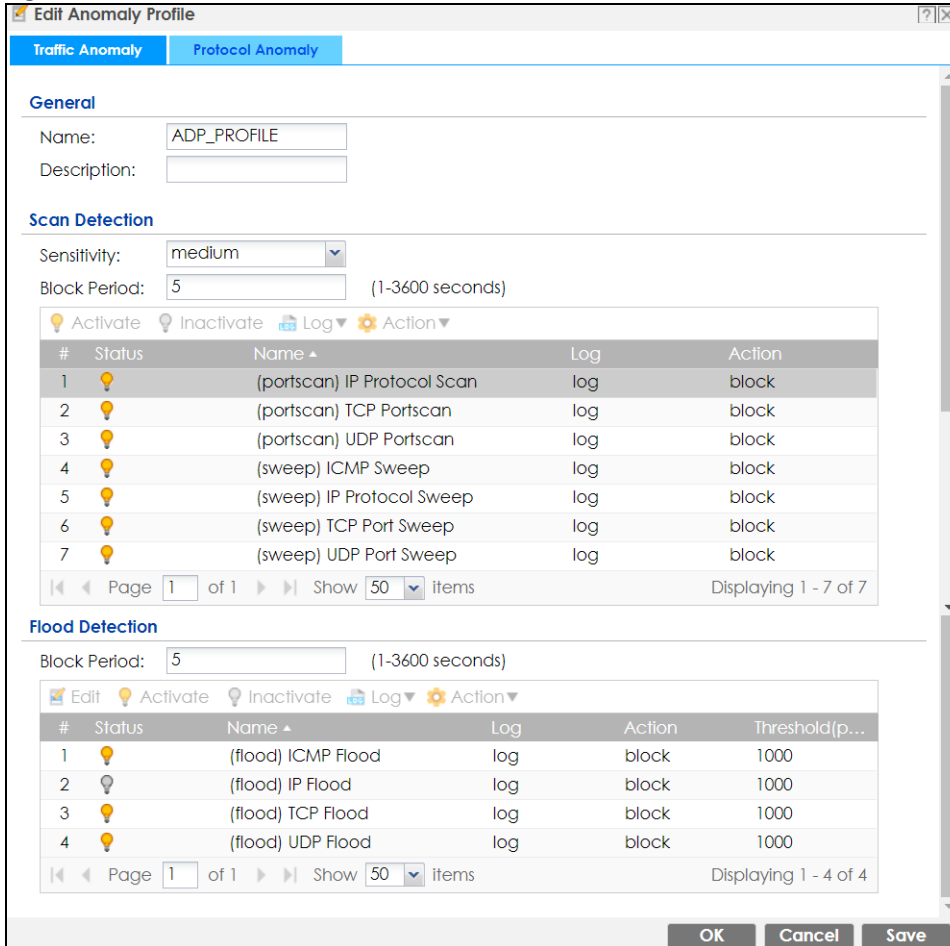 Edit Anomaly Profile
Traffic Anomaly Protocol Anomaly
General
Name: ADP_PROFILE
Description:
Scan Detection
Sensitivity: medium
Block Period: 5 (1-3600 seconds)
Activate Inactivate Log Action
# Status Name Log Action
1 (portscan) IP Protocol Scan log block
2 (portscan) TCP Portscan log block
3 (portscan) UDP Portscan log block
4 (sweep) ICMP Sweep log block
5 (sweep) IP Protocol Sweep log block
6 (sweep) TCP Port Sweep log block
7 (sweep) UDP Port Sweep log block
Page 1 of 1 Show 50 items Displaying 1 - 7 of 7
Flood Detection
Block Period: 5 (1-3600 seconds)
Edit Activate Inactivate Log Action
# Status Name Log Action Threshold(p...
1 (flood) ICMP Flood log block 1000
2 (flood) IP Flood log block 1000
3 (flood) TCP Flood log block 1000
4 (flood) UDP Flood log block 1000
Page 1 of 1 Show 50 items Displaying 1 - 4 of 4
OK Cancel Save